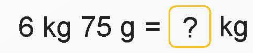 6 kg 75 g = ? kg